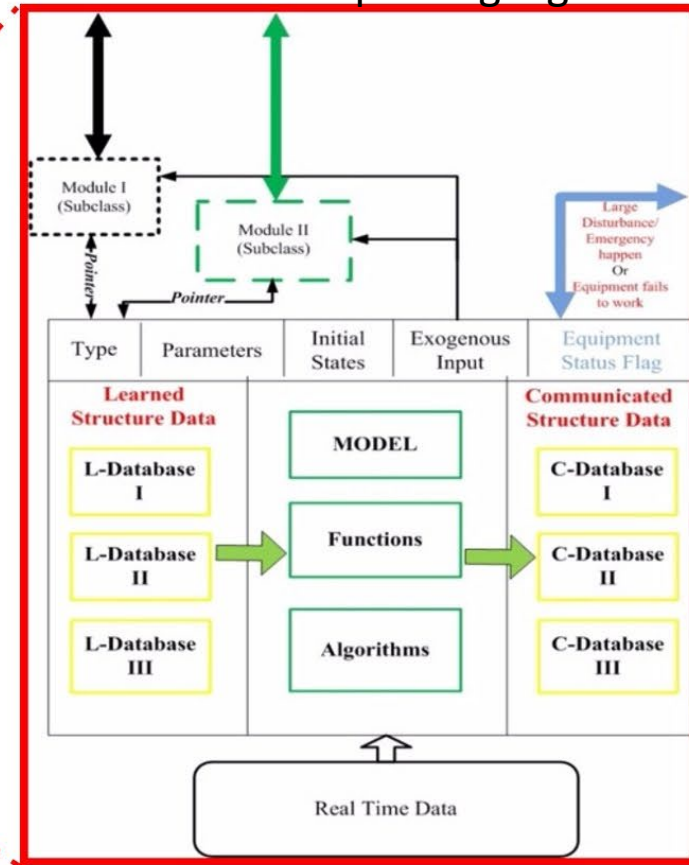 Module I
(Subclass)
Module II
(Subclass)
Pointer
Pointer
Large
Disturbance/
Emergency
happen
Or
Equipment fails
to work
Type
Parameters
Initial
States
Exogenous
Input
Equipment
Status Flag
Learned
Structure Data
L-Database
I
L-Database
II
L-Database
III
MODEL
Functions
Algorithms
Communicated
Structure Data
C-Database
I
C-Database
II
C-Database
III
Real Time Data